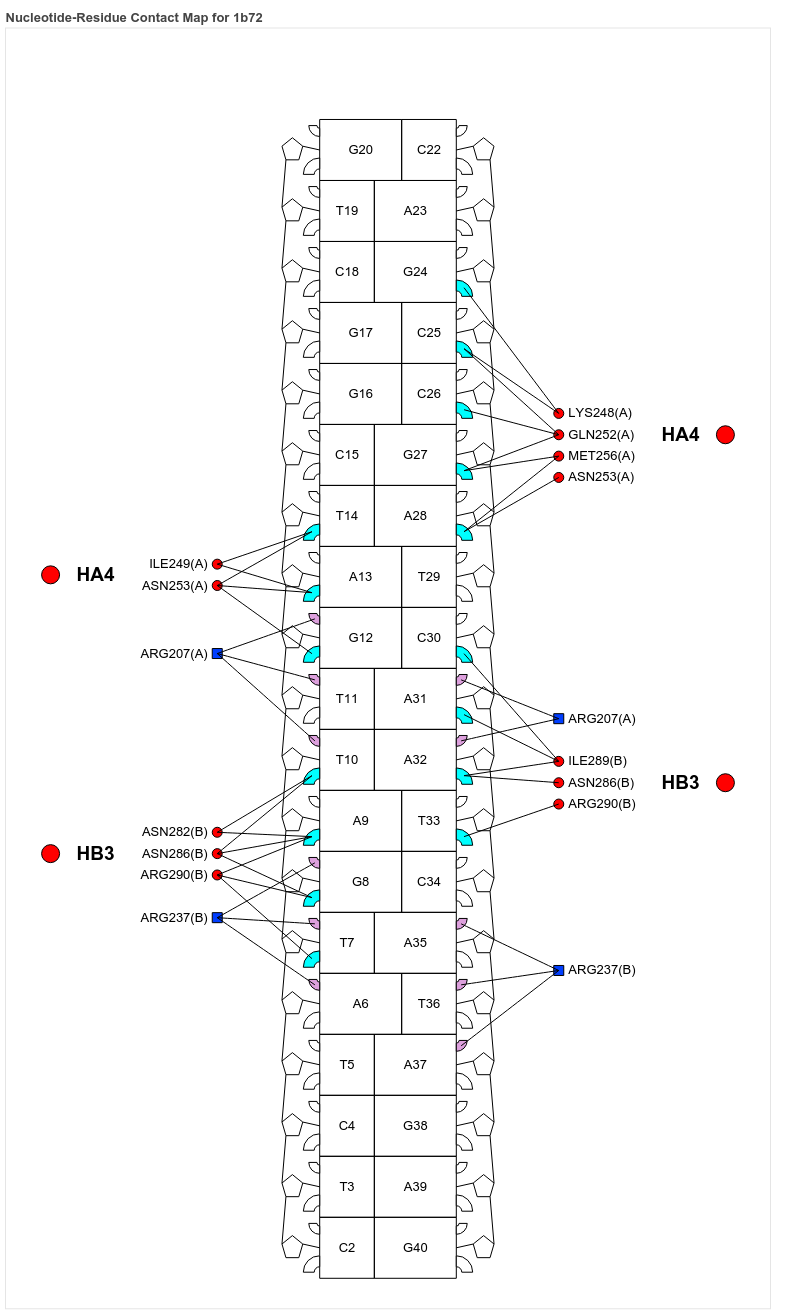 Nucleotide-Residue Contact Map for 1b72
G20 C22
T19 A23
C18 G24
G17 C25
G16 C26
LYS248(A)
GLN252(A) HA4
C15 G27 MET256(A)
ASN253(A)
T14 A28
ILE249(A)
HA4 A13 T29
ASN253(A)
G12 C30
ARG207(A)
T11 A31
ARG207(A)
T10 A32 ILE289(B)
ASN286(B) HB3
ARG290(B)
A9 T33
ASN282(B)
HB3 ASN286(B)
ARG290(B)
G8 C34
ARG237(B)
T7 A35
ARG237(B)
A6 T36
T5 A37
C4 G38
T3 A39
C2 G40